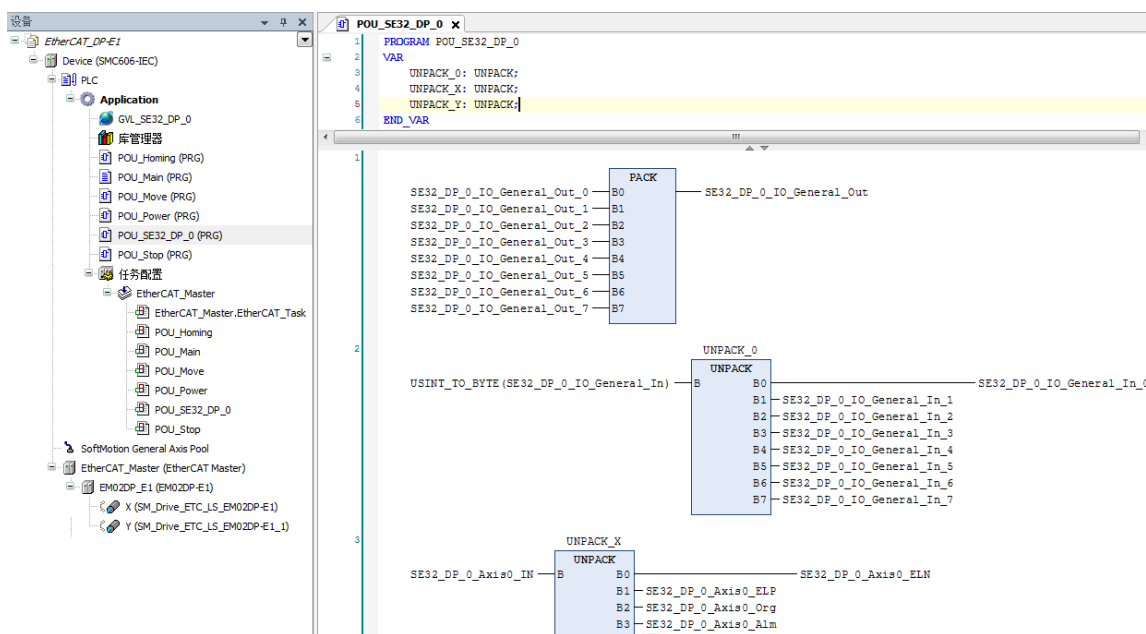 设备
EtherCAT_DP-E1
Device (SMC606-IEC)
PLC
Application
GVL_SE32_DP_0
库管理器
POU_Homing (PRG)
POU_Main (PRG)
POU_Move (PRG)
POU_Power (PRG)
POU_SE32_DP_0 (PRG)
POU_Stop (PRG)
任务配置
EtherCAT_Master
EtherCAT_Master.EtherCAT_Task
POU_Homing
POU_Main
POU_Move
POU_Power
POU_SE32_DP_0
POU_Stop
SoftMotion General Axis Pool
EtherCAT_Master (EtherCAT Master)
EM02DP_E1 (EM02DP-E1)
X (SM_Drive_ETC_LS_EM02DP-E1)
Y (SM_Drive_ETC_LS_EM02DP-E1_1)
POU_SE32_DP_0
1 PROGRAM POU_SE32_DP_0
2 VAR
3 UNPACK_0: UNPACK;
4 UNPACK_X: UNPACK;
5 UNPACK_Y: UNPACK;
6 END_VAR
1
PACK
SE32_DP_0_IO_General_Out_0 B0 SE32_DP_0_IO_General_Out
SE32_DP_0_IO_General_Out_1 B1
SE32_DP_0_IO_General_Out_2 B2
SE32_DP_0_IO_General_Out_3 B3
SE32_DP_0_IO_General_Out_4 B4
SE32_DP_0_IO_General_Out_5 B5
SE32_DP_0_IO_General_Out_6 B6
SE32_DP_0_IO_General_Out_7 B7
2
UNPACK_0
UNPACK
USINT_TO_BYTE(SE32_DP_0_IO_General_In) B B0 SE32_DP_0_IO_General_In_0
B1 SE32_DP_0_IO_General_In_1
B2 SE32_DP_0_IO_General_In_2
B3 SE32_DP_0_IO_General_In_3
B4 SE32_DP_0_IO_General_In_4
B5 SE32_DP_0_IO_General_In_5
B6 SE32_DP_0_IO_General_In_6
B7 SE32_DP_0_IO_General_In_7
3
UNPACK_X
UNPACK
SE32_DP_0_Axis0_IN B B0 SE32_DP_0_Axis0_ELN
B1 SE32_DP_0_Axis0_ELP
B2 SE32_DP_0_Axis0_Org
B3 SE32_DP_0_Axis0_Alm